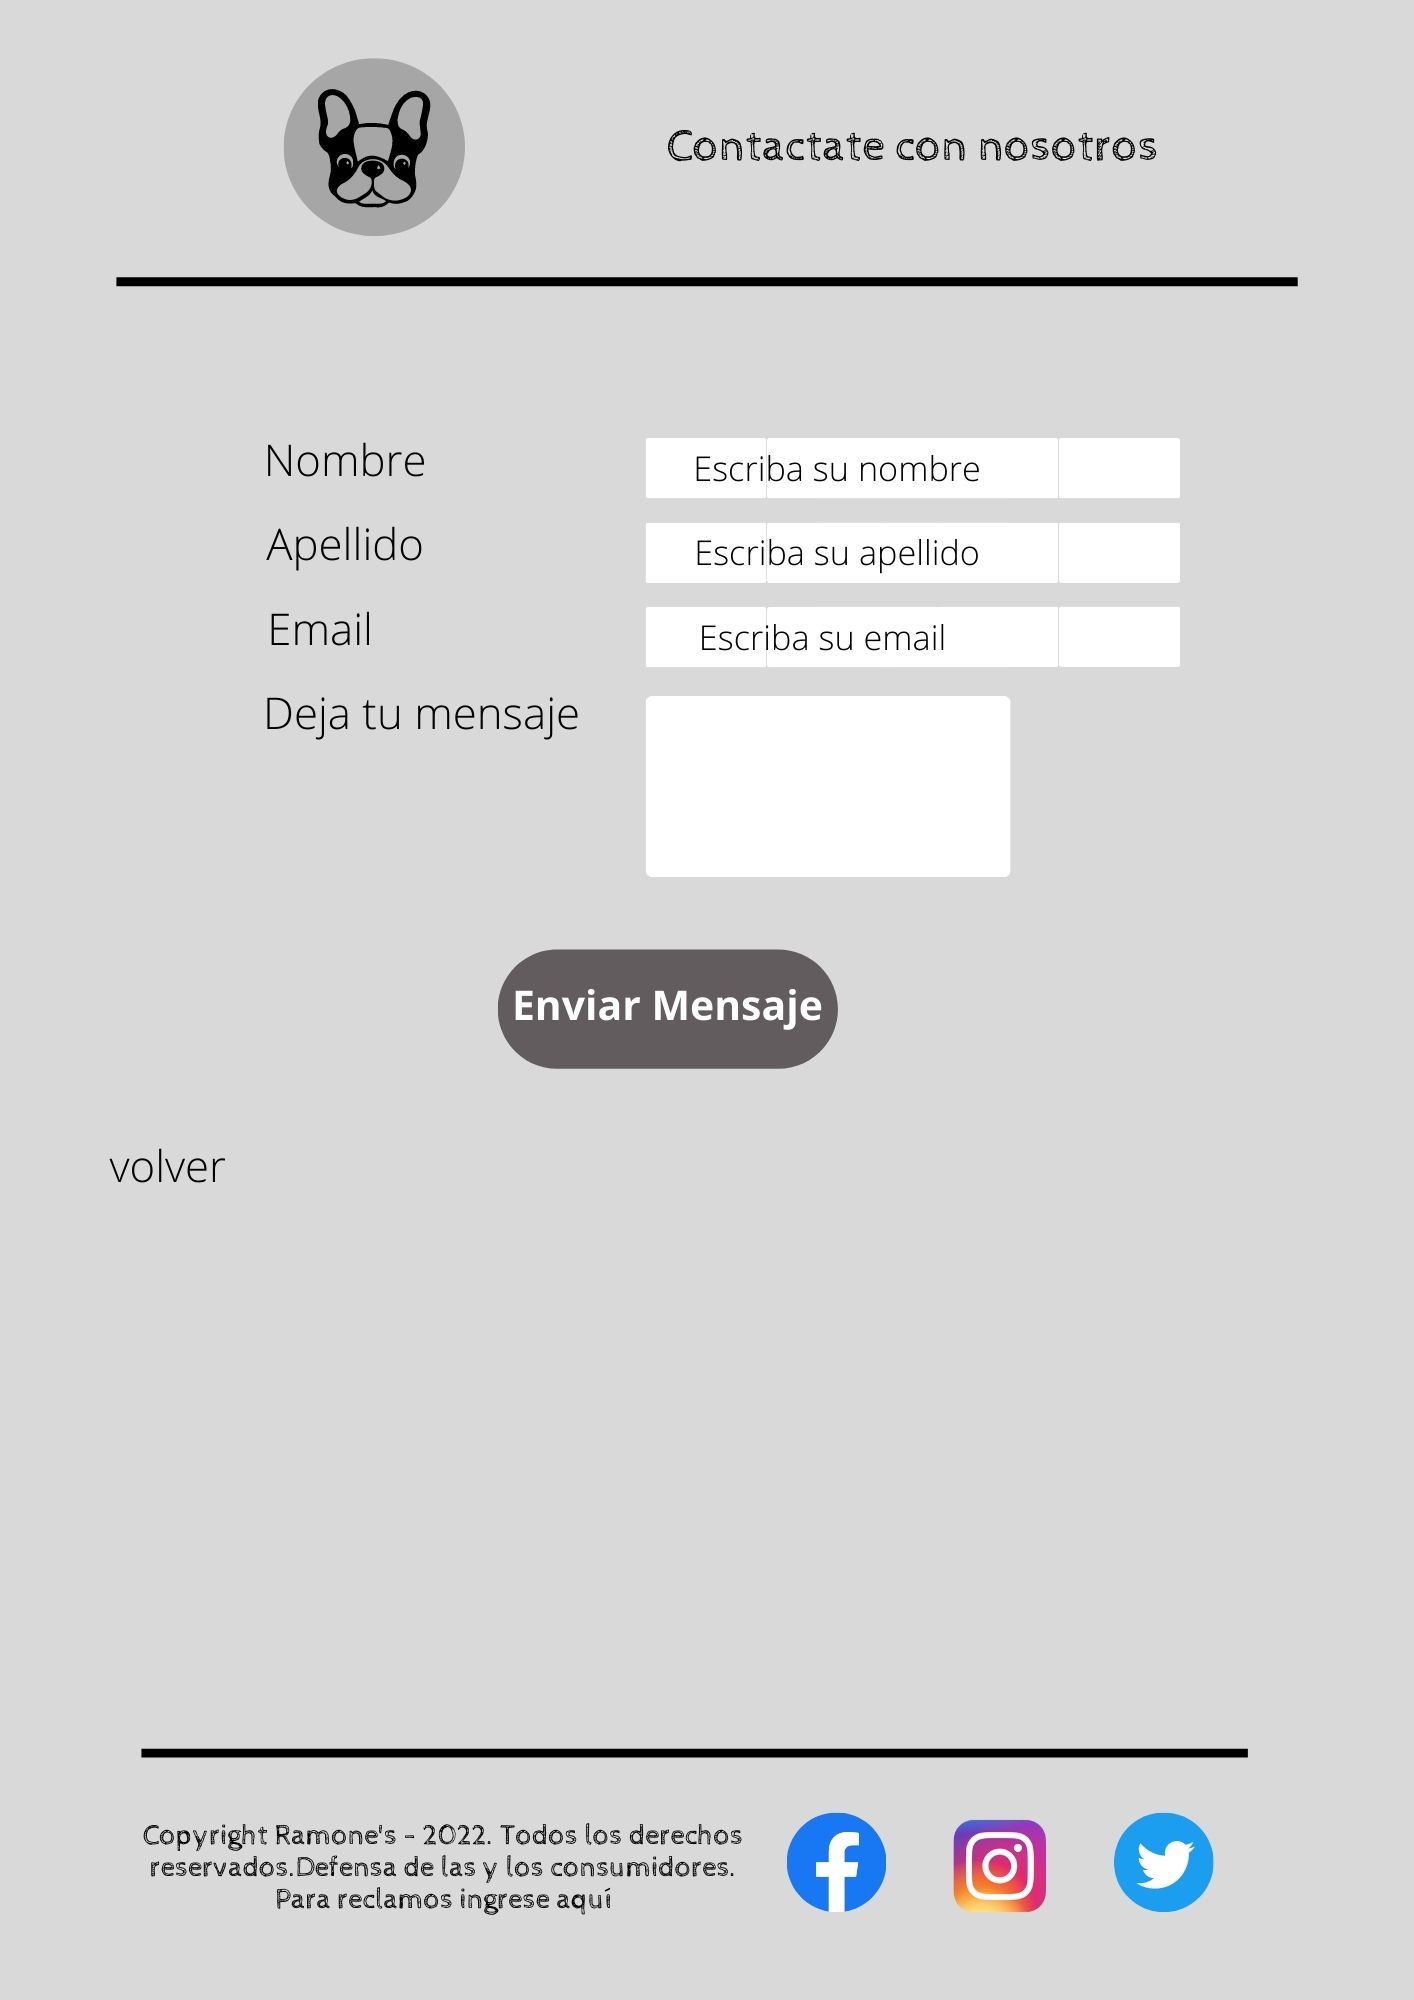 Contactate con nosotros
Nombre
Escriba su nombre
Apellido
Escriba su apellido
Email
Escriba su email
Deja tu mensaje
Enviar Mensaje
volver
Copyright Ramone's - 2022. Todos los derechos
reservados.Defensa de las y los consumidores.
Para reclamos ingrese aquí